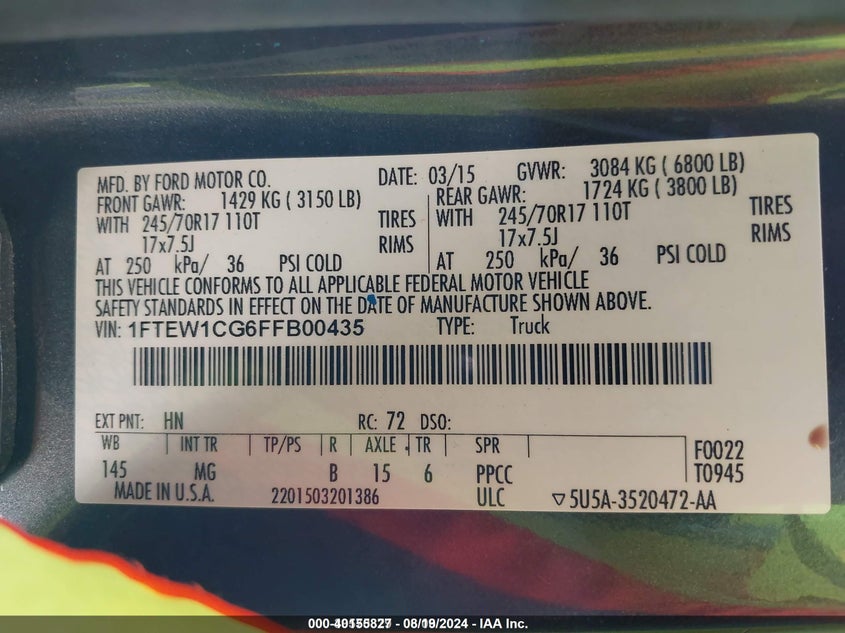 MFD. BY FORD MOTOR CO. DATE: 03/15 GVWR: 3084 KG ( 6800 LB)
FRONT GAWR: 1429 KG ( 3150 LB) REAR GAWR: 1724 KG ( 3800 LB)
WITH 245/70R17 110T TIRES WITH 245/70R17 110T TIRES
17x7.5J RIMS 17x7.5J RIMS
AT 250 kPa/ 36 PSI COLD AT 250 kPa/ 36 PSI COLD
THIS VEHICLE CONFORMS TO ALL APPLICABLE FEDERAL MOTOR VEHICLE
SAFETY STANDARDS IN EFFECT ON THE DATE OF MANUFACTURE SHOWN ABOVE.
VIN: 1FTEW1CG6FFB00435 TYPE: Truck
EXT PNT: HN RC: 72 DSO:
WB INT TR TP/PS R AXLE TR SPR F0022
145 MG B 15 6 PPCC T0945
MADE IN U.S.A. 2201503201386 ULC ▽5U5A-3520472-AA
/2024 - IAA Inc.